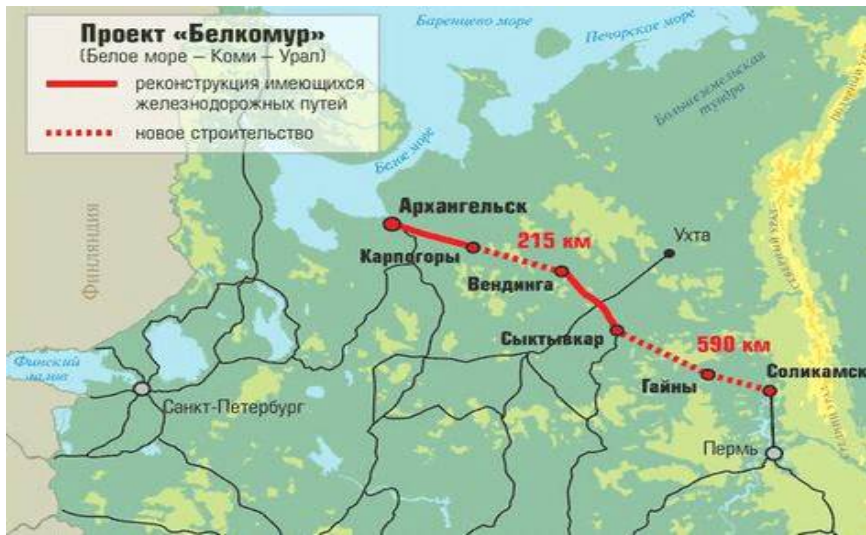 Проект «Белкомур»
(Белое море – Коми – Урал)
реконструкция имеющихся
железнодорожных путей
новое строительство
Баренцево море
Печорское море
Большеземельская
тундра
Белое море
Финляндия
Архангельск
Карпогоры
215 км
Вендинга
Ухта
СЕВЕРНЫЙ УРАЛ
Сыктывкар
590 км
Гайны
Соликамск
Финский
залив
Санкт-Петербург
Пермь
СРЕДНИЙ УРАЛ